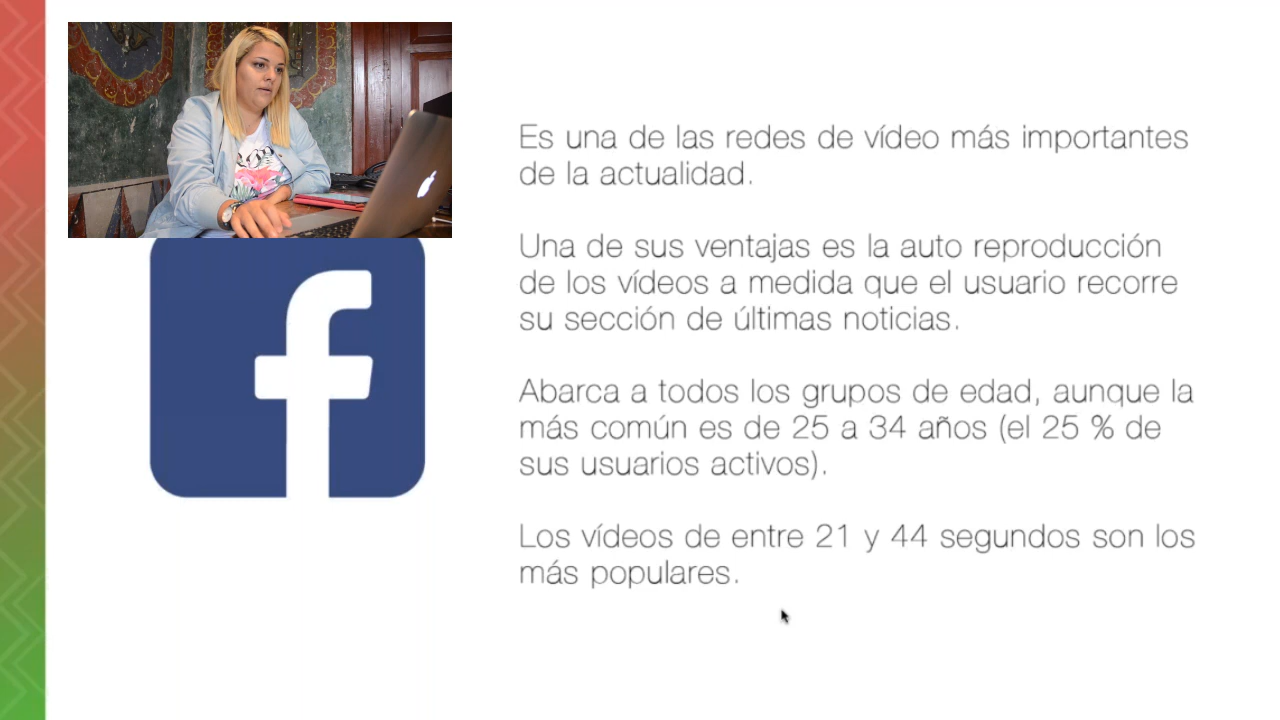 Es una de las redes de vídeo más importantes
de la actualidad.
Una de sus ventajas es la auto reproducción
de los vídeos a medida que el usuario recorre
su sección de últimas noticias.
Abarca a todos los grupos de edad, aunque la
más común es de 25 a 34 años (el 25 % de
sus usuarios activos).
Los vídeos de entre 21 y 44 segundos son los
más populares.